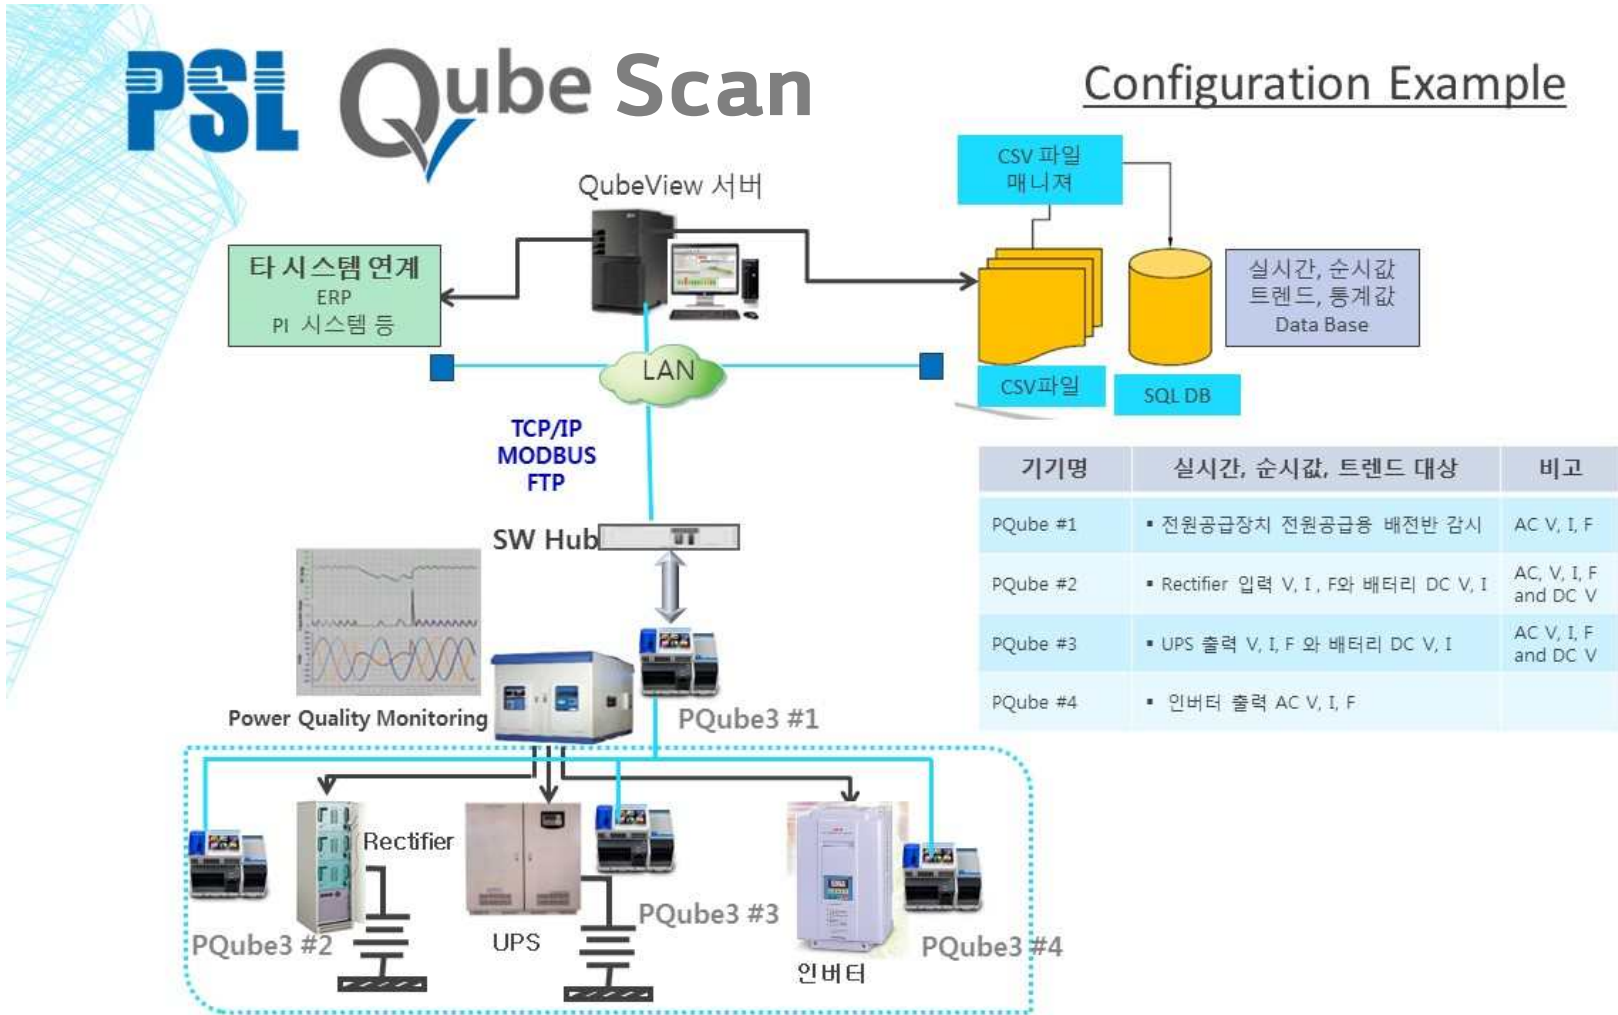 PSL Qube Scan
Configuration Example
QubeView 서버
CSV 파일
매니져
타 시스템 연계
ERP
PI 시스템 등
실시간, 순시값
트렌드, 통계값
Data Base
LAN
CSV파일
SQL DB
TCP/IP
MODBUS
FTP
SW Hub
기기명 실시간, 순시값, 트렌드 대상 비고
PQube #1 ▪ 전원공급장치 전원공급용 배전반 감시 AC V, I, F
PQube #2 ▪ Rectifier 입력 V, I , F와 배터리 DC V, I AC, V, I, F
and DC V
PQube #3 ▪ UPS 출력 V, I, F 와 배터리 DC V, I AC V, I, F
and DC V
PQube #4 ▪ 인버터 출력 AC V, I, F
Power Quality Monitoring
PQube3 #1
Rectifier
PQube3 #2
UPS
PQube3 #3
인버터
PQube3 #4